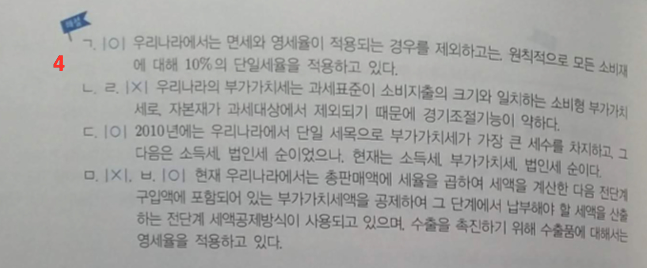 해설
4
ㄱ. |O| 우리나라에서는 면세와 영세율이 적용되는 경우를 제외하고는, 원칙적으로 모든 소비재
에 대해 10%의 단일세율을 적용하고 있다.
ㄴ. ㄹ. |X| 우리나라의 부가가치세는 과세표준이 소비지출의 크기와 일치하는 소비형 부가가치
세로, 자본재가 과세대상에서 제외되기 때문에 경기조절기능이 약하다.
ㄷ. |O| 2010년에는 우리나라에서 단일 세목으로 부가가치세가 가장 큰 세수를 차지하고, 그
다음은 소득세, 법인세 순이었으나, 현재는 소득세, 부가가치세, 법인세 순이다.
ㅁ. |X|, ㅂ. |O| 현재 우리나라에서는 총판매액에 세율을 곱하여 세액을 계산한 다음 전단계
구입액에 포함되어 있는 부가가치세액을 공제하여 그 단계에서 납부해야 할 세액을 산출
하는 전단계 세액공제방식이 사용되고 있으며, 수출을 촉진하기 위해 수출품에 대해서는
영세율을 적용하고 있다.